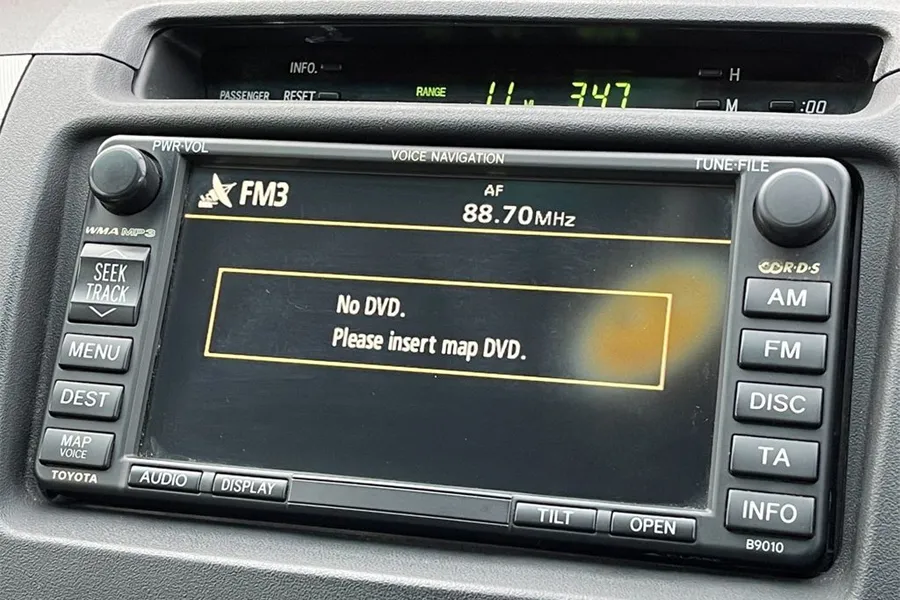 INFO.
H
PASSENGER RESET
RANGE
347
M
:00
PWR·VOL
VOICE NAVIGATION
TUNE·FILE
FM3
AF
88.70MHz
WMA MP3
R·D·S
SEEK
TRACK
AM
No DVD.
Please insert map DVD.
MENU
FM
DEST
DISC
MAP
VOICE
TA
TOYOTA
AUDIO
DISPLAY
TILT
OPEN
INFO
B9010